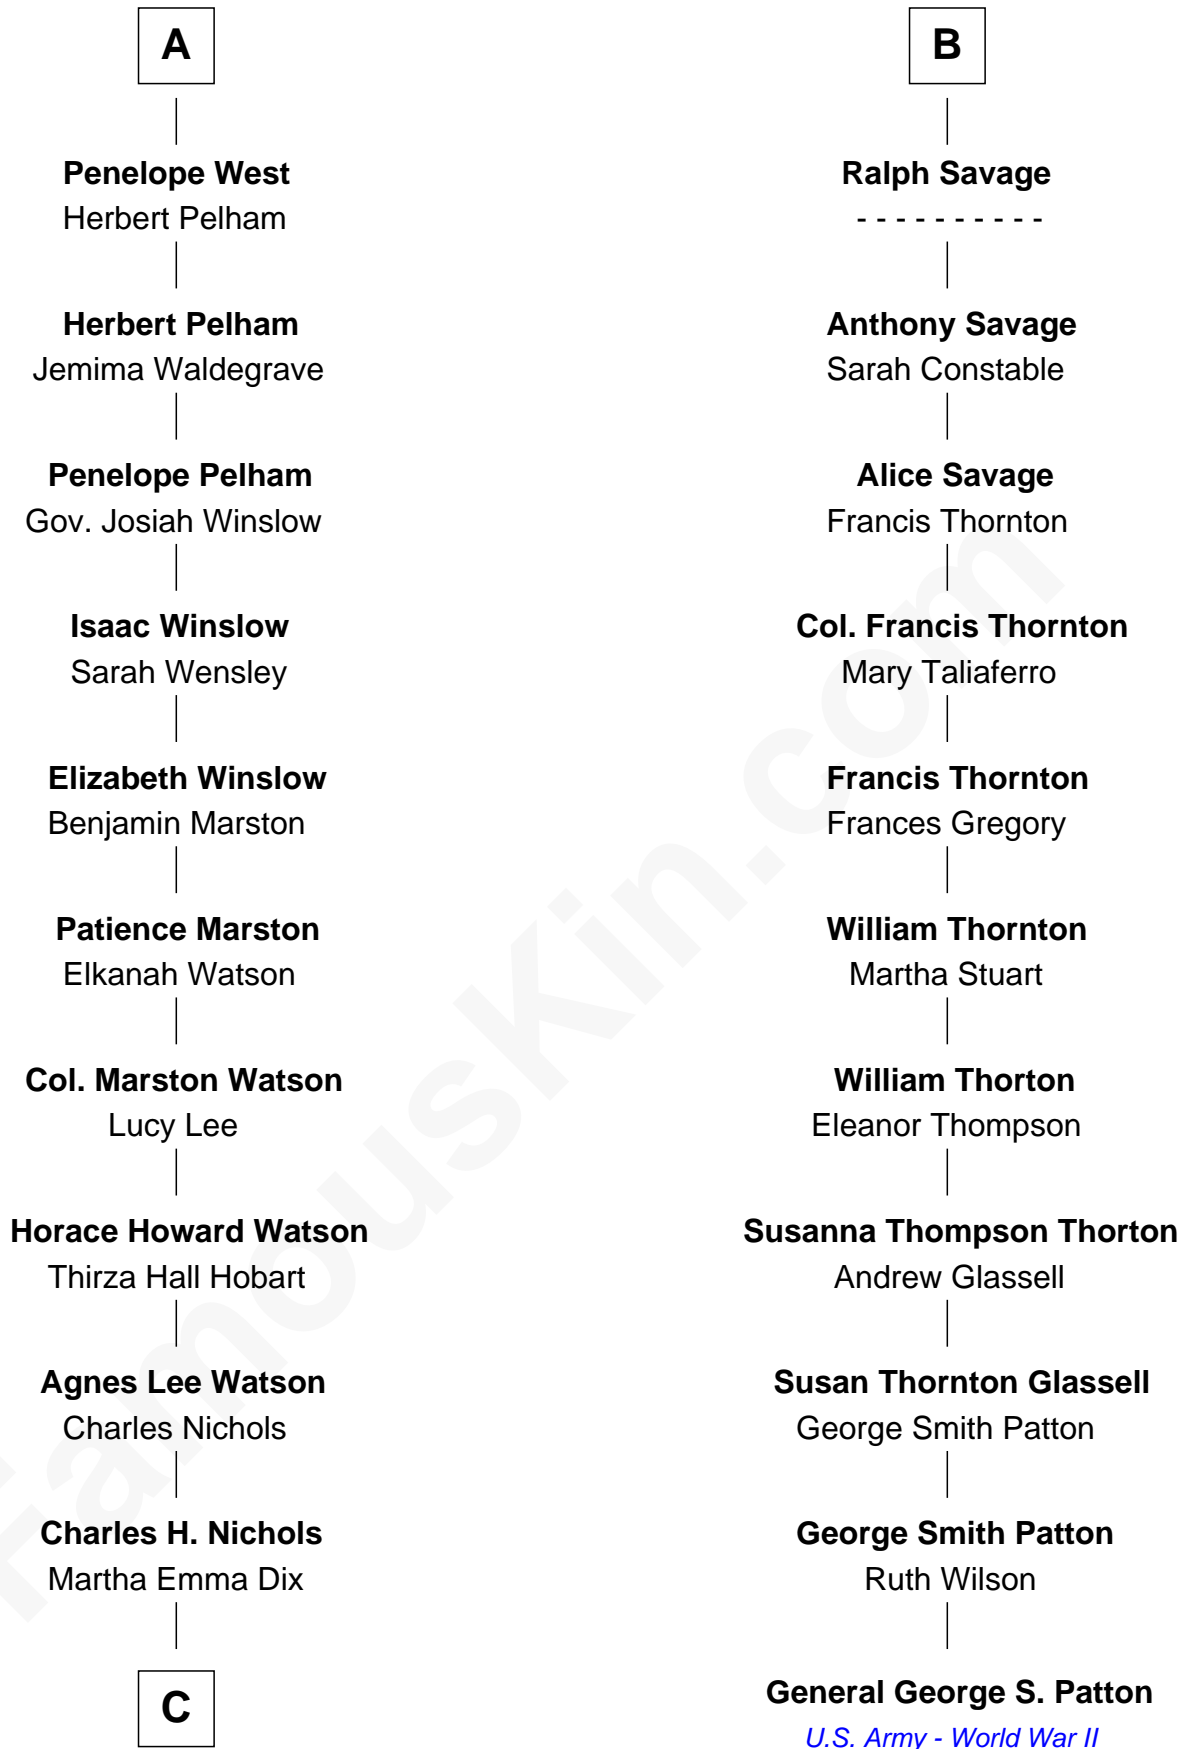 A
Penelope West
Herbert Pelham
Herbert Pelham
Jemima Waldegrave
Penelope Pelham
Gov. Josiah Winslow
Isaac Winslow
Sarah Wensley
Elizabeth Winslow
Benjamin Marston
Patience Marston
Elkanah Watson
Col. Marston Watson
Lucy Lee
Horace Howard Watson
Thirza Hall Hobart
Agnes Lee Watson
Charles Nichols
Charles H. Nichols
Martha Emma Dix
C
B
Ralph Savage
- - - - - - - - - -
Anthony Savage
Sarah Constable
Alice Savage
Francis Thornton
Col. Francis Thornton
Mary Taliaferro
Francis Thornton
Frances Gregory
William Thornton
Martha Stuart
William Thorton
Eleanor Thompson
Susanna Thompson Thorton
Andrew Glassell
Susan Thornton Glassell
George Smith Patton
George Smith Patton
Ruth Wilson
General George S. Patton
U.S. Army - World War II
FamousKin.com